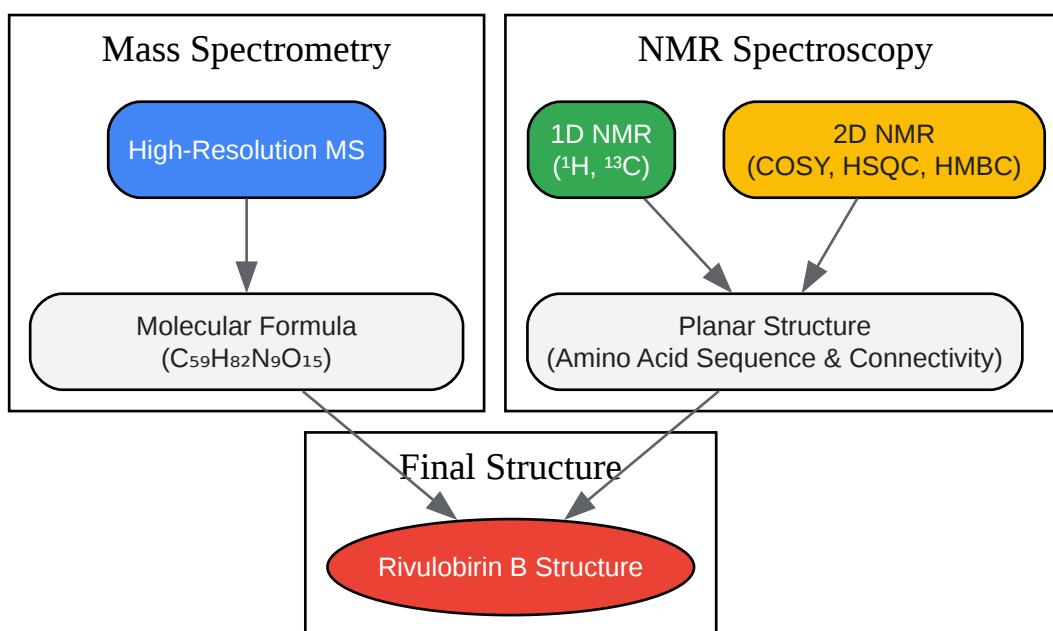 Mass Spectrometry
High-Resolution MS
Molecular Formula
(C₅₉H₈₂N₉O₁₅)
NMR Spectroscopy
1D NMR
(¹H, ¹³C)
2D NMR
(COSY, HSQC, HMBC)
Planar Structure
(Amino Acid Sequence & Connectivity)
Final Structure
Rivulobirin B Structure